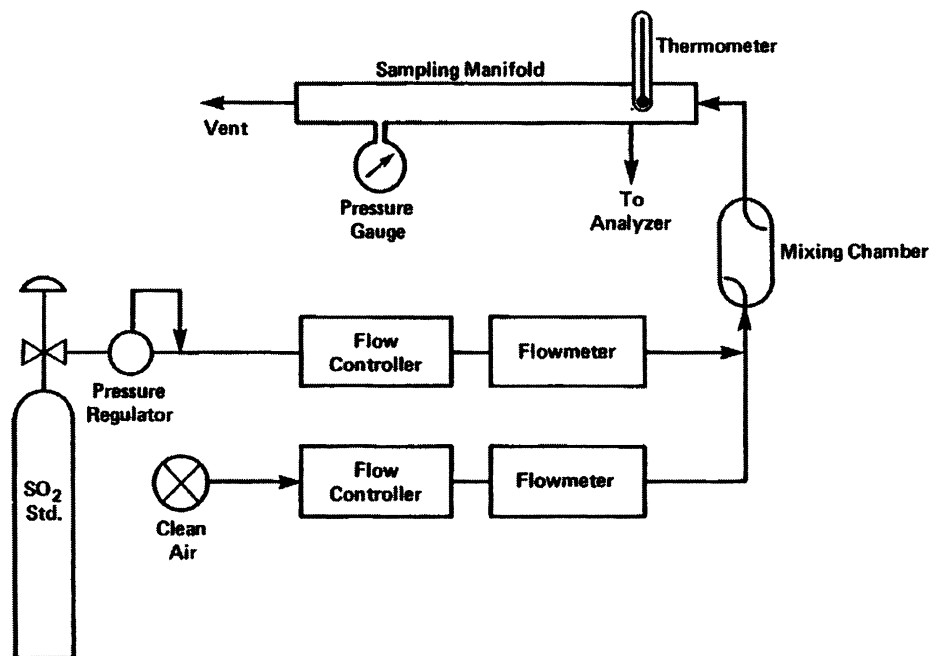 Thermometer
Sampling Manifold
Vent
Pressure
Gauge
To
Analyzer
Mixing Chamber
Flow
Controller
Flowmeter
Pressure
Regulator
Flow
Controller
Flowmeter
SO2
Std.
Clean
Air